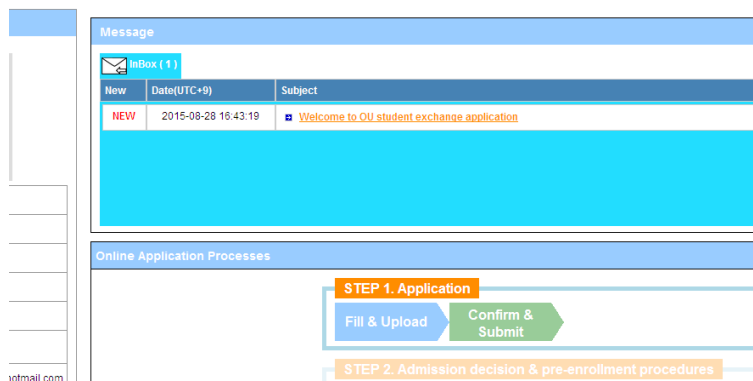 Message
InBox ( 1 )
New Date(UTC+9) Subject
NEW 2015-08-28 16:43:19 Welcome to OU student exchange application
Online Application Processes
STEP 1. Application
Fill & Upload
Confirm &
Submit
STEP 2. Admission decision & pre-enrollment procedures
otmail.com